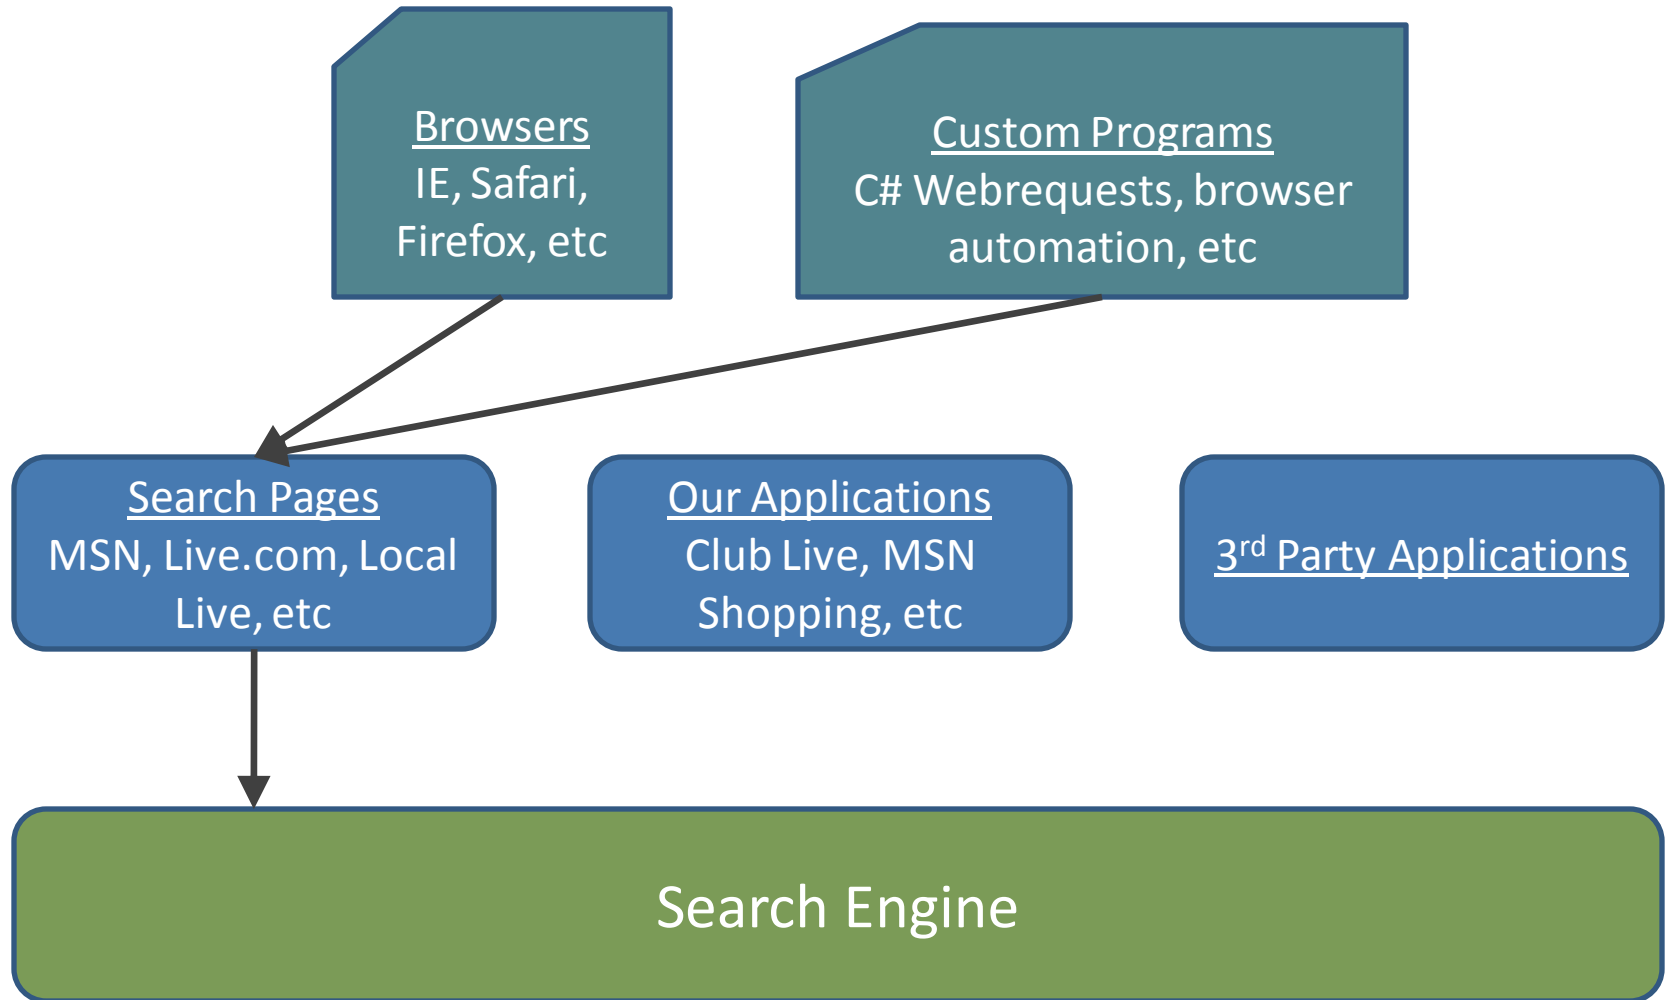 Browsers
IE, Safari,
Firefox, etc
Custom Programs
C# Webrequests, browser
automation, etc
Search Pages
MSN, Live.com, Local
Live, etc
Our Applications
Club Live, MSN
Shopping, etc
3rd Party Applications
Search Engine